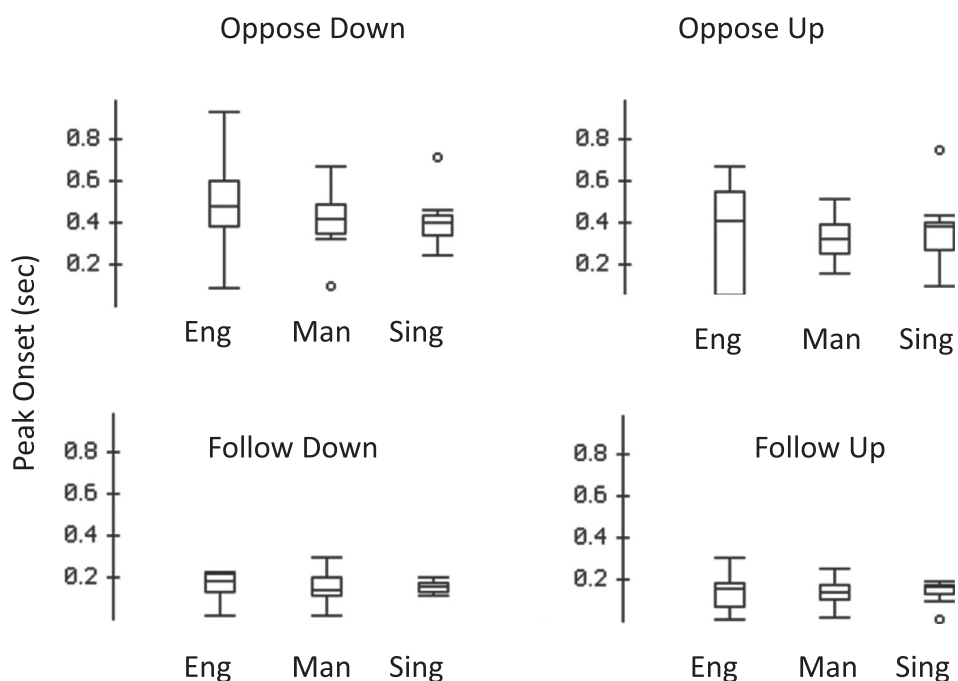 Oppose Down
Oppose Up
0.8
0.6
0.4
0.2
Eng Man Sing
0.8
0.6
0.4
0.2
Eng Man Sing
Peak Onset (sec)
Follow Down
0.8
0.6
0.4
0.2
Eng Man Sing
Follow Up
0.8
0.6
0.4
0.2
Eng Man Sing